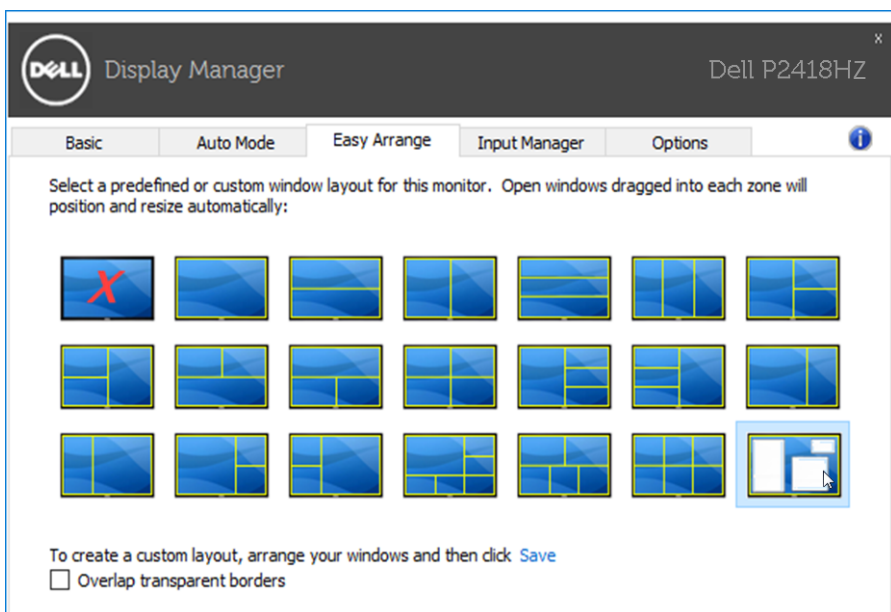 DELL Display Manager Dell P2418HZ X
Basic Auto Mode Easy Arrange Input Manager Options
Select a predefined or custom window layout for this monitor. Open windows dragged into each zone will
position and resize automatically:
X
To create a custom layout, arrange your windows and then click Save
Overlap transparent borders